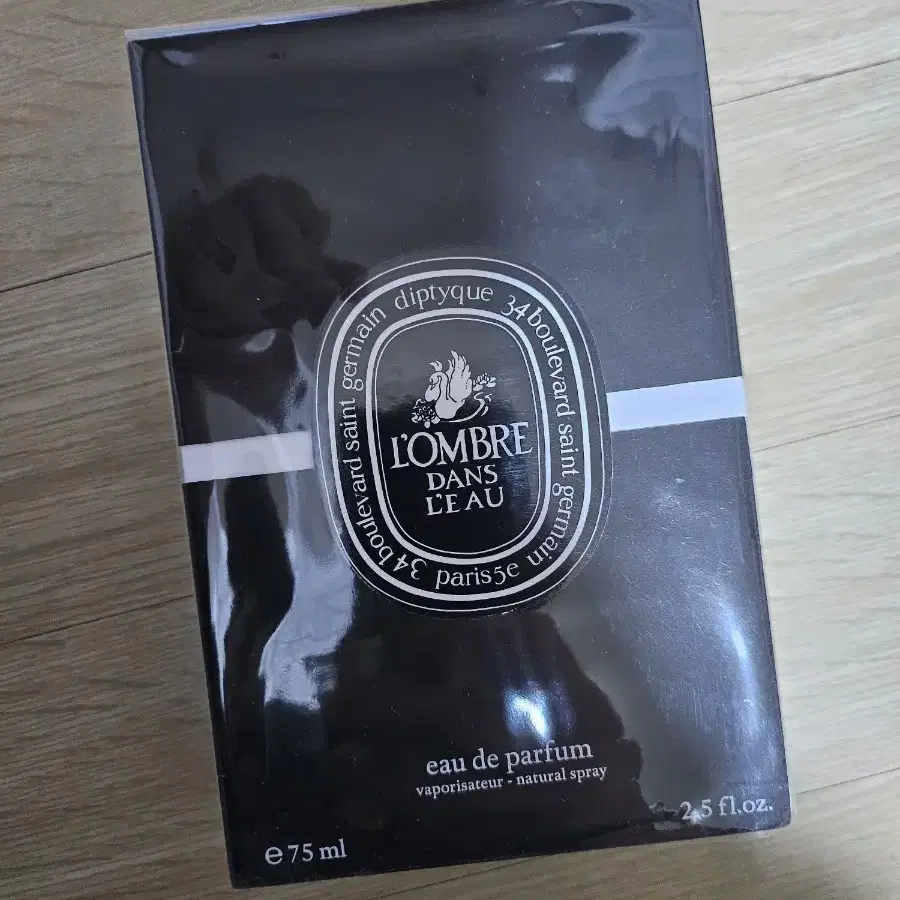 34 boulevard saint germain diptyque 34 boulevard saint germain paris 5e
L'OMBRE
DANS
L'EAU
eau de parfum
vaporisateur - natural spray
2.5 fl.oz.
e 75 ml